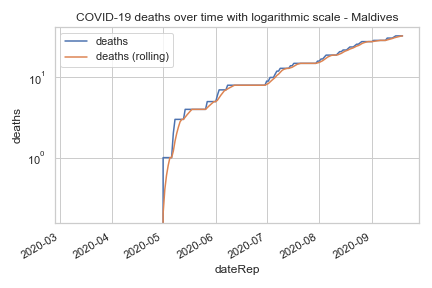 COVID-19 deaths over time with logarithmic scale - Maldives
deaths
deaths (rolling)
10¹
10⁰
deaths
2020-03
2020-04
2020-05
2020-06
2020-07
2020-08
2020-09
dateRep